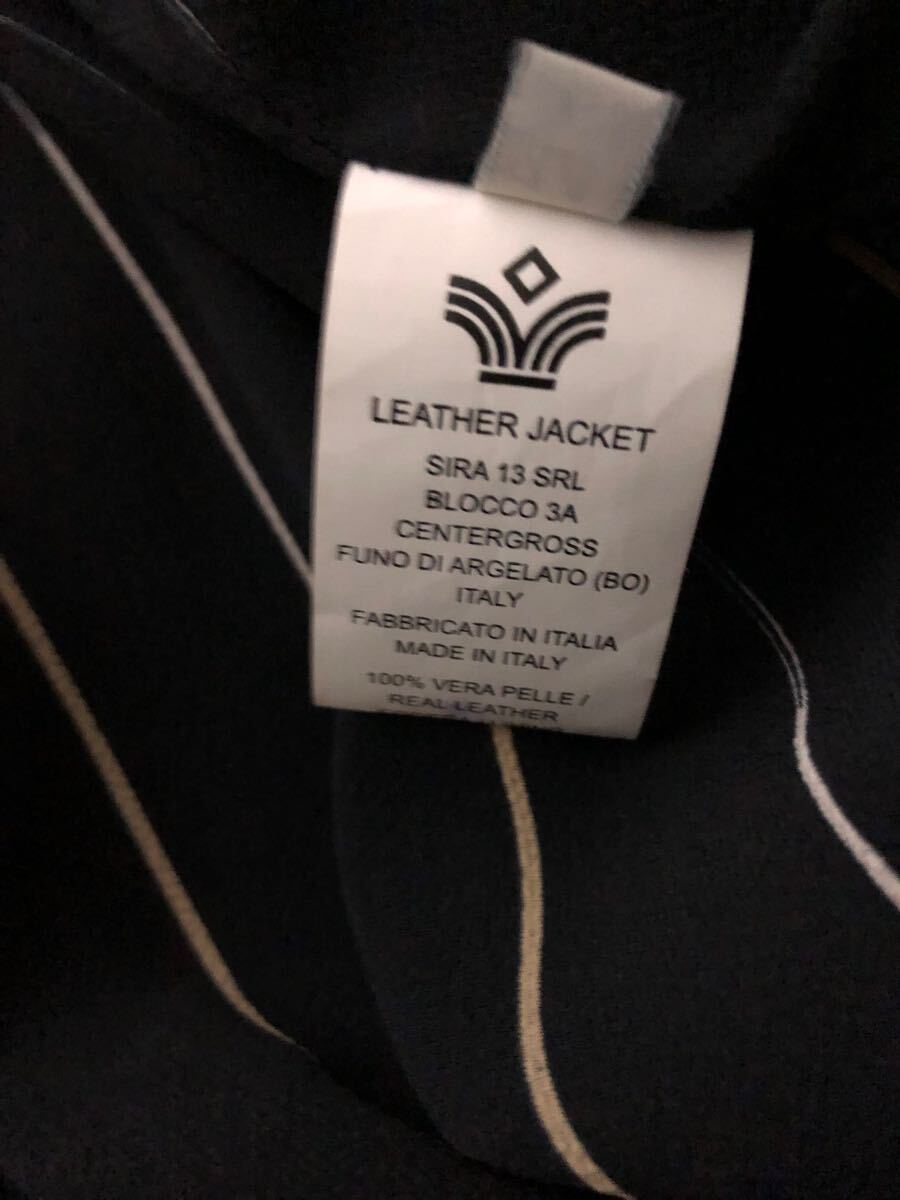 LEATHER JACKET
SIRA 13 SRL
BLOCCO 3A
CENTERGROSS
FUNO DI ARGELATO (BO)
ITALY
FABBRICATO IN ITALIA
MADE IN ITALY
100% VERA PELLE /
REAL LEATHER